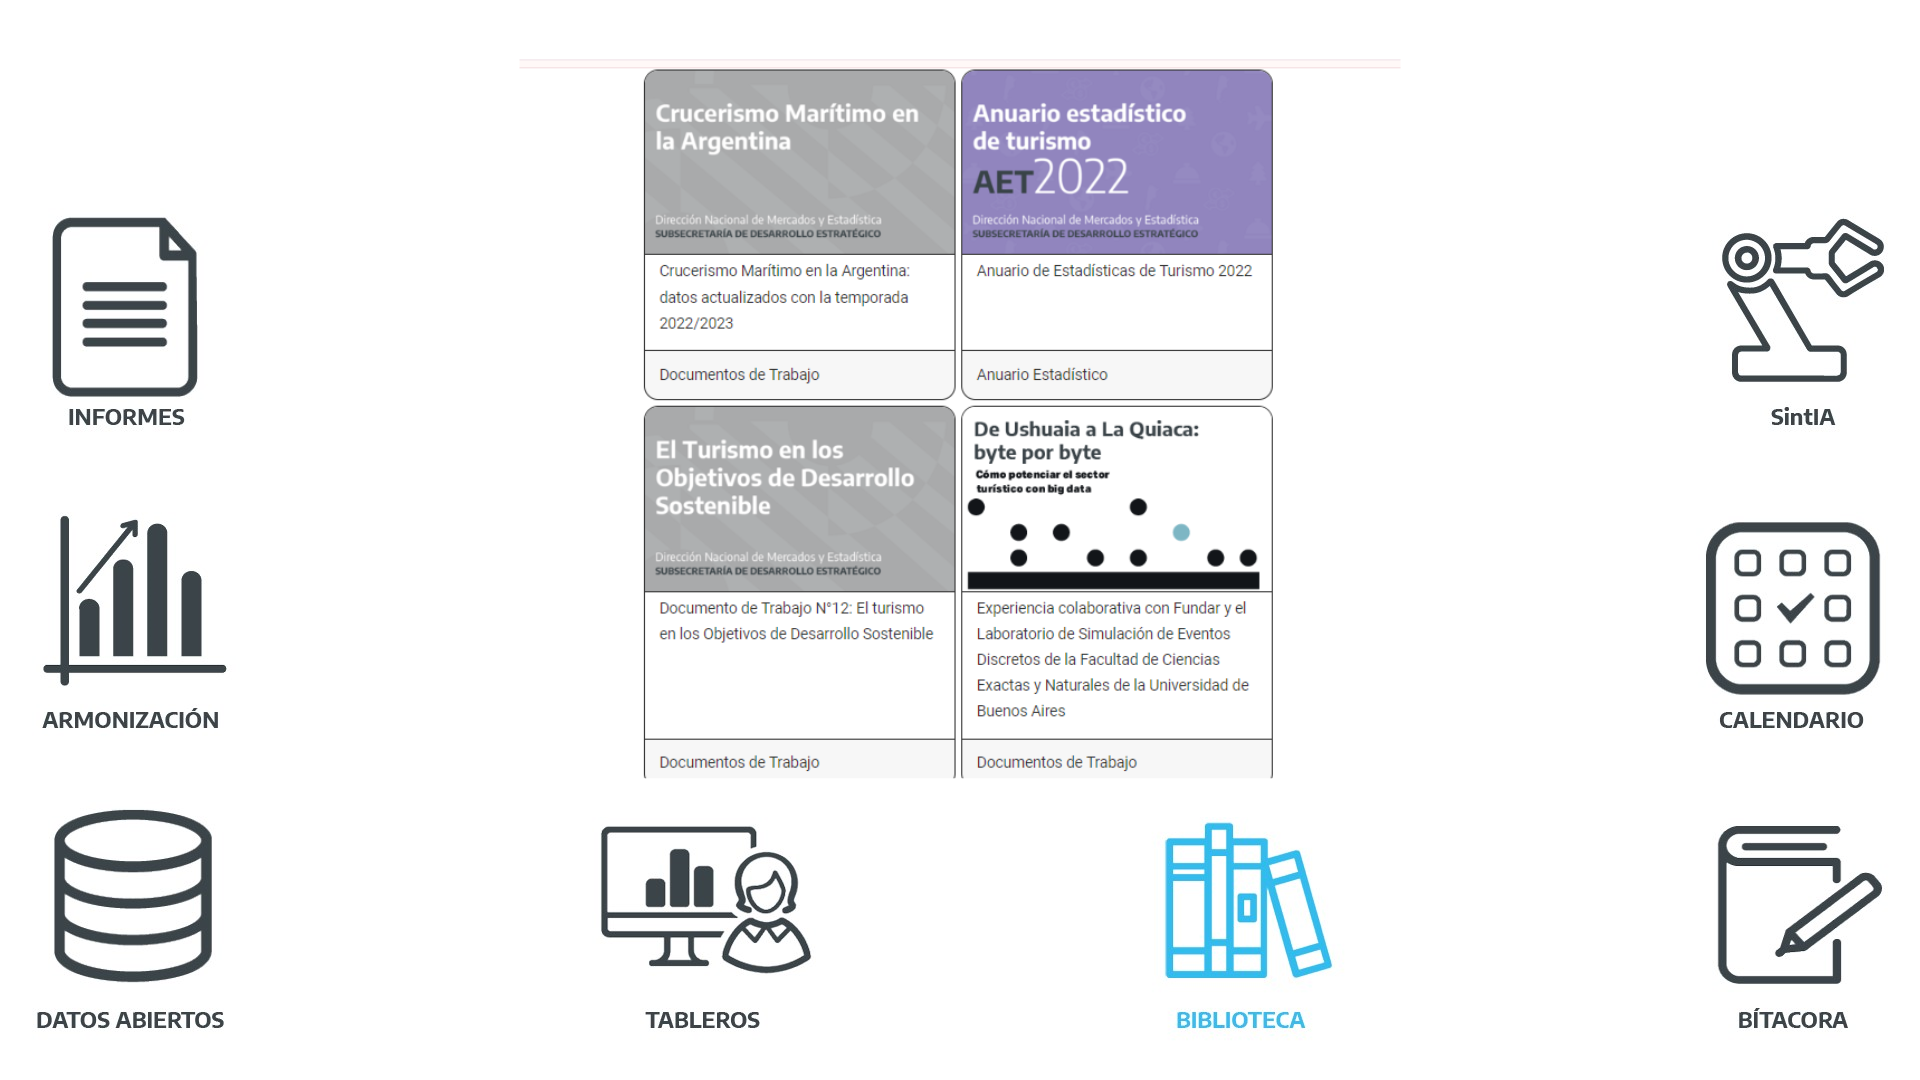 Crucerismo Marítimo en
la Argentina
Dirección Nacional de Mercados y Estadística
SUBSECRETARÍA DE DESARROLLO ESTRATÉGICO
Crucerismo Marítimo en la Argentina:
datos actualizados con la temporada
2022/2023
Documentos de Trabajo
Anuario estadístico
de turismo
AET2022
Dirección Nacional de Mercados y Estadística
SUBSECRETARÍA DE DESARROLLO ESTRATÉGICO
Anuario de Estadísticas de Turismo 2022
Anuario Estadístico
El Turismo en los
Objetivos de Desarrollo
Sostenible
Dirección Nacional de Mercados y Estadística
SUBSECRETARÍA DE DESARROLLO ESTRATÉGICO
Documento de Trabajo N°12: El turismo
en los Objetivos de Desarrollo Sostenible
Documentos de Trabajo
De Ushuaia a La Quiaca:
byte por byte
Cómo potenciar el sector
turístico con big data
Experiencia colaborativa con Fundar y el
Laboratorio de Simulación de Eventos
Discretos de la Facultad de Ciencias
Exactas y Naturales de la Universidad de
Buenos Aires
Documentos de Trabajo
INFORMES
SintIA
ARMONIZACIÓN
CALENDARIO
DATOS ABIERTOS
TABLEROS
BIBLIOTECA
BÍTACORA